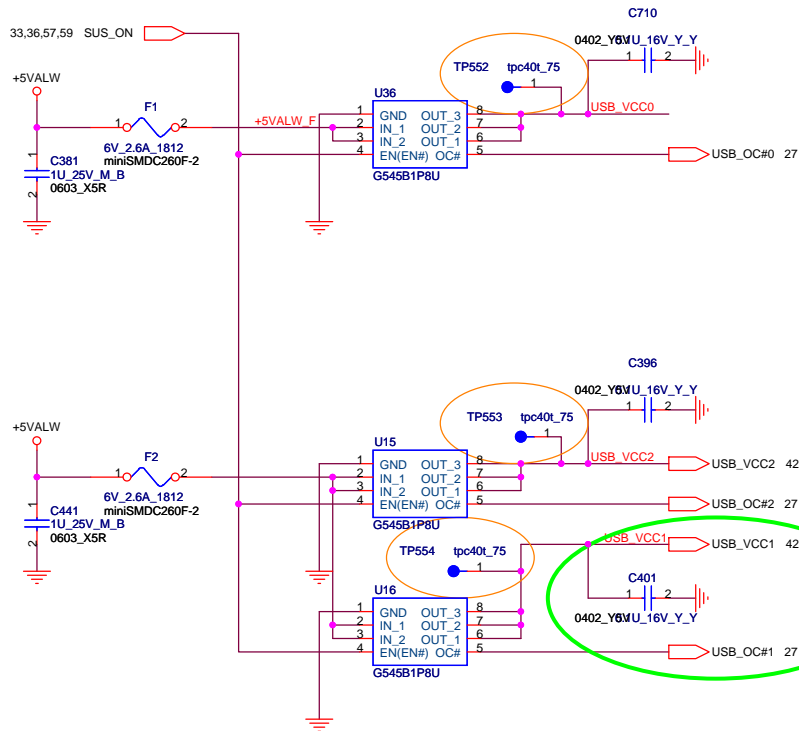 C710
33,36,57,59 SUS_ON
0402_Y5V
.1U_16V_Y_Y
1 2
TP552 tpc40t_75
1
+5VALW
F1
1 2
6V_2.6A_1812
miniSMDC260F-2
+5VALW_F
U36
1 GND OUT_3 8
2 IN_1 OUT_2 7
3 IN_2 OUT_1 6
4 EN(EN#) OC# 5
G545B1P8U
USB_VCC0
USB_OC#0 27
1
C381
1U_25V_M_B
0603_X5R
2
C396
0402_Y5V
.1U_16V_Y_Y
1 2
TP553 tpc40t_75
1
+5VALW
F2
1 2
6V_2.6A_1812
miniSMDC260F-2
U15
1 GND OUT_3 8
2 IN_1 OUT_2 7
3 IN_2 OUT_1 6
4 EN(EN#) OC# 5
G545B1P8U
USB_VCC2
USB_VCC2 42
USB_OC#2 27
1
C441
1U_25V_M_B
0603_X5R
2
TP554 tpc40t_75
1
USB_VCC1
USB_VCC1 42
C401
1 2
0402_Y5V
.1U_16V_Y_Y
U16
1 GND OUT_3 8
2 IN_1 OUT_2 7
3 IN_2 OUT_1 6
4 EN(EN#) OC# 5
G545B1P8U
USB_OC#1 27